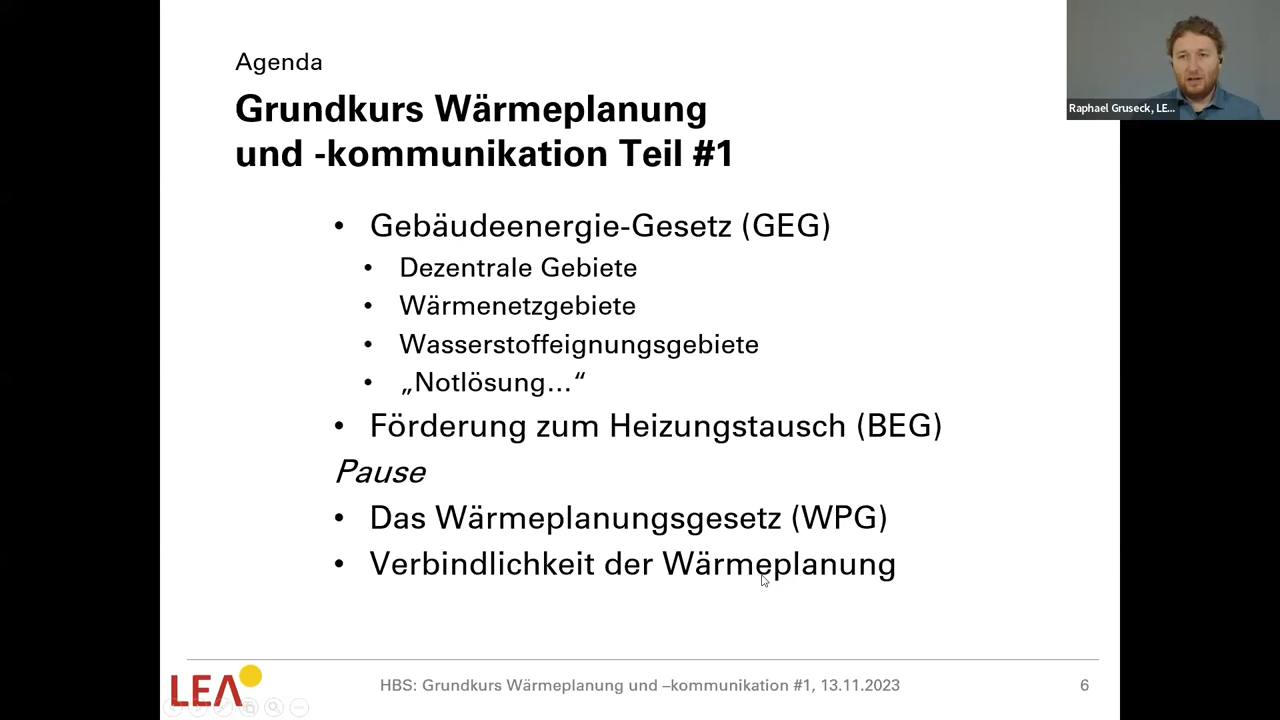 Agenda
Grundkurs Wärmeplanung
und -kommunikation Teil #1
Raphael Gruseck, LE...
• Gebäudeenergie-Gesetz (GEG)
• Dezentrale Gebiete
• Wärmenetzgebiete
• Wasserstoffeignungsgebiete
• „Notlösung…“
• Förderung zum Heizungstausch (BEG)
Pause
• Das Wärmeplanungsgesetz (WPG)
• Verbindlichkeit der Wärmeplanung
LEA
HBS: Grundkurs Wärmeplanung und –kommunikation #1, 13.11.2023
6